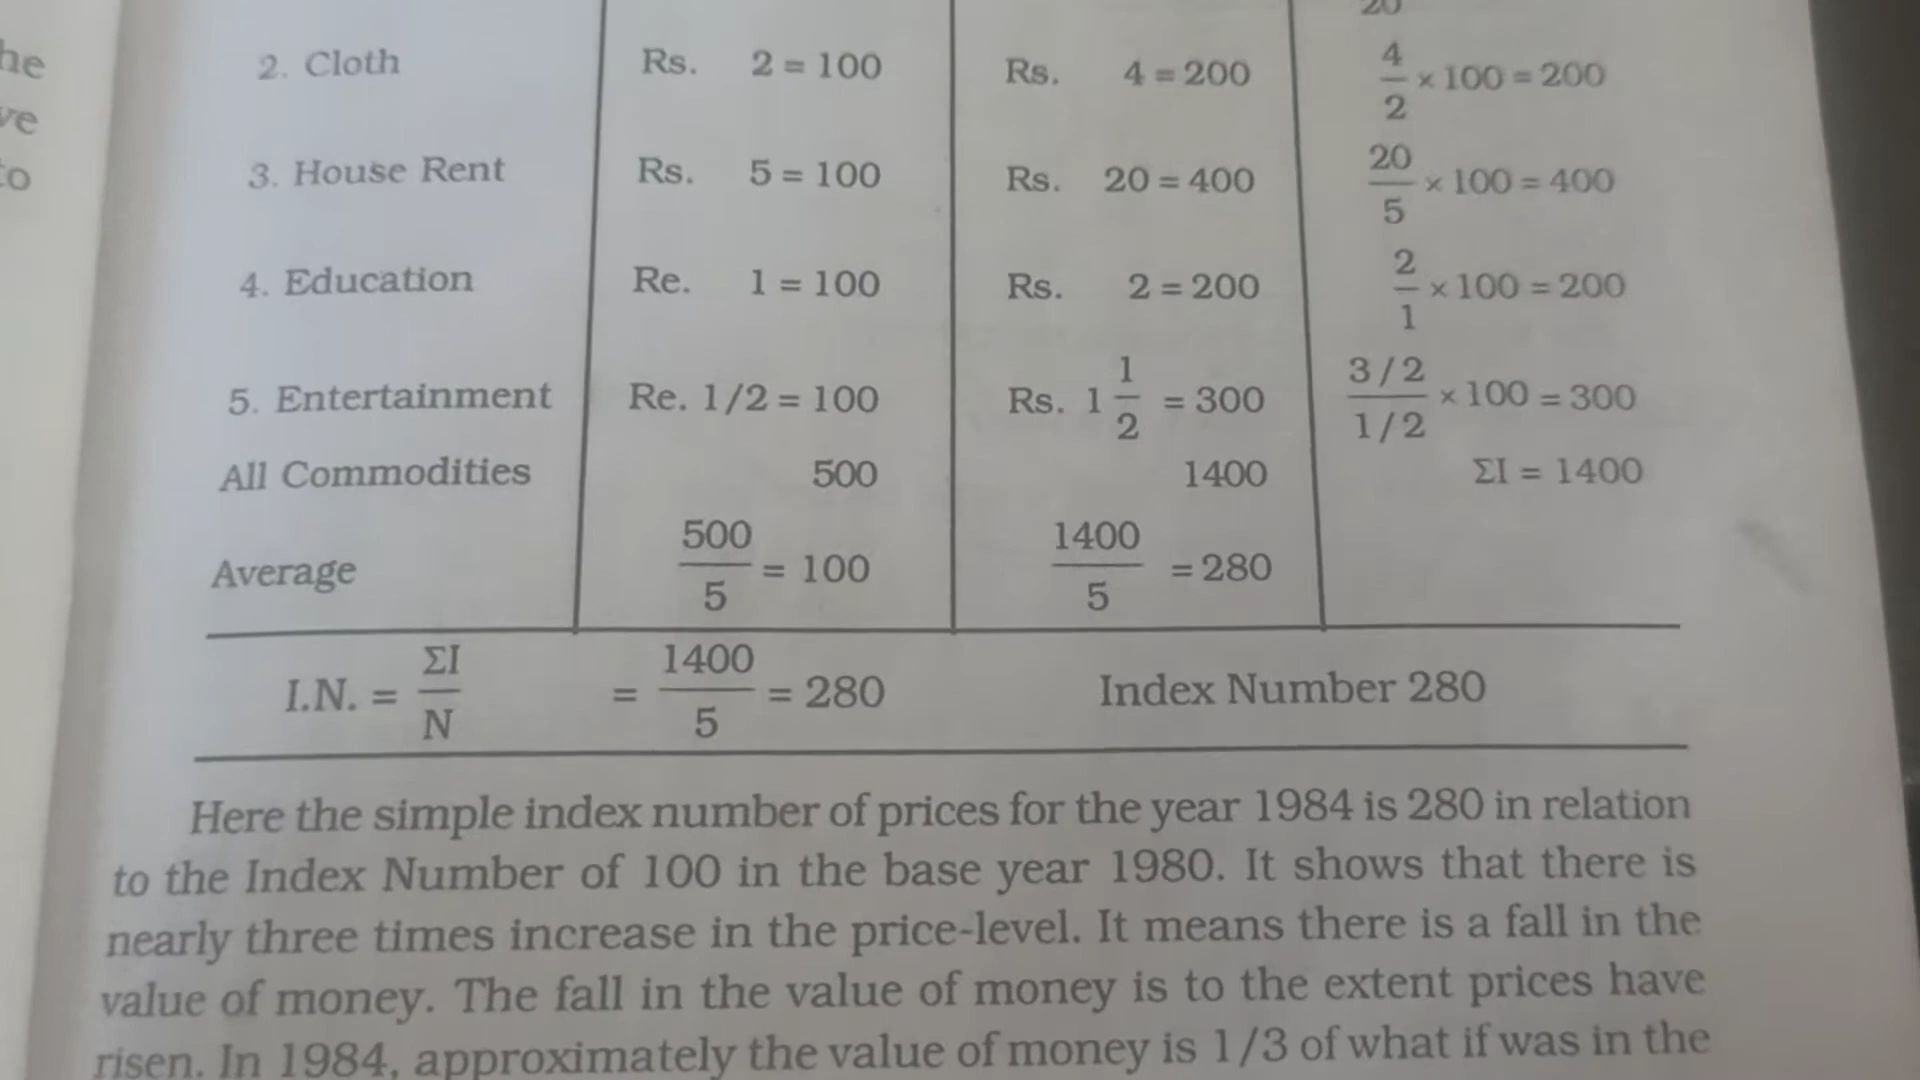 he
ve
to
20
2. Cloth Rs. 2 = 100 Rs. 4 = 200 4/2 × 100 = 200
3. House Rent Rs. 5 = 100 Rs. 20 = 400 20/5 × 100 = 400
4. Education Re. 1 = 100 Rs. 2 = 200 2/1 × 100 = 200
5. Entertainment Re. 1/2 = 100 Rs. 1 1/2 = 300 3/2 / 1/2 × 100 = 300
All Commodities 500 1400 ΣI = 1400
Average 500/5 = 100 1400/5 = 280
I.N. = ΣI/N = 1400/5 = 280 Index Number 280
Here the simple index number of prices for the year 1984 is 280 in relation
to the Index Number of 100 in the base year 1980. It shows that there is
nearly three times increase in the price-level. It means there is a fall in the
value of money. The fall in the value of money is to the extent prices have
risen. In 1984, approximately the value of money is 1/3 of what if was in the